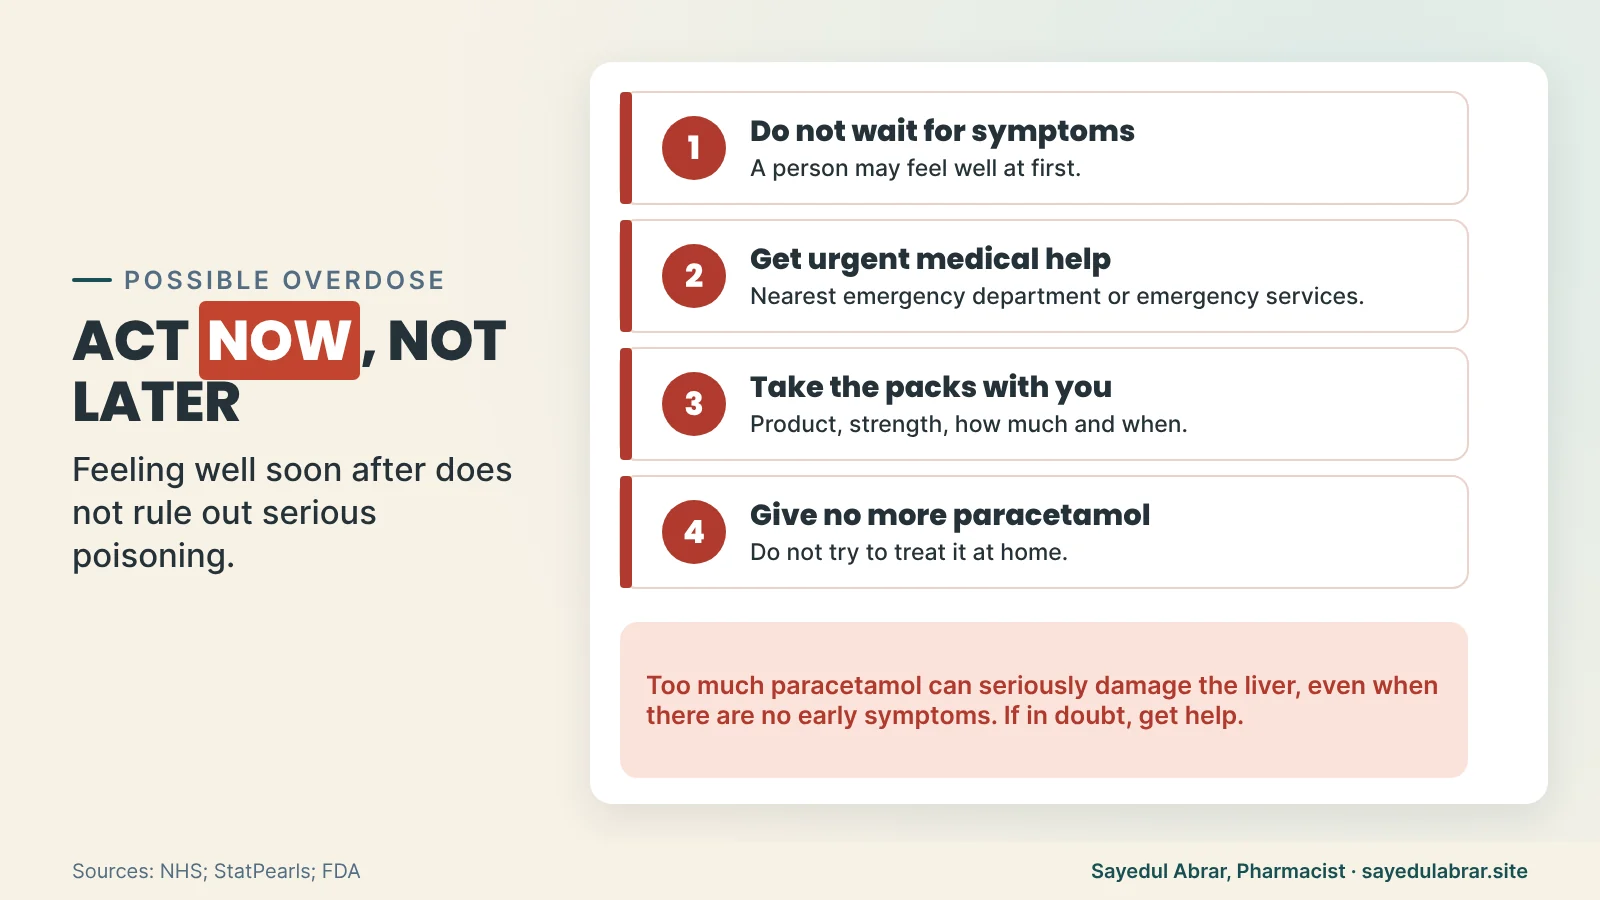 POSSIBLE OVERDOSE
ACT NOW, NOT
LATER
Feeling well soon after does
not rule out serious
poisoning.
1
Do not wait for symptoms
A person may feel well at first.
2
Get urgent medical help
Nearest emergency department or emergency services.
3
Take the packs with you
Product, strength, how much and when.
4
Give no more paracetamol
Do not try to treat it at home.
Too much paracetamol can seriously damage the liver, even when
there are no early symptoms. If in doubt, get help.
Sources: NHS; StatPearls; FDA
Sayedul Abrar, Pharmacist · sayedulabrar.site